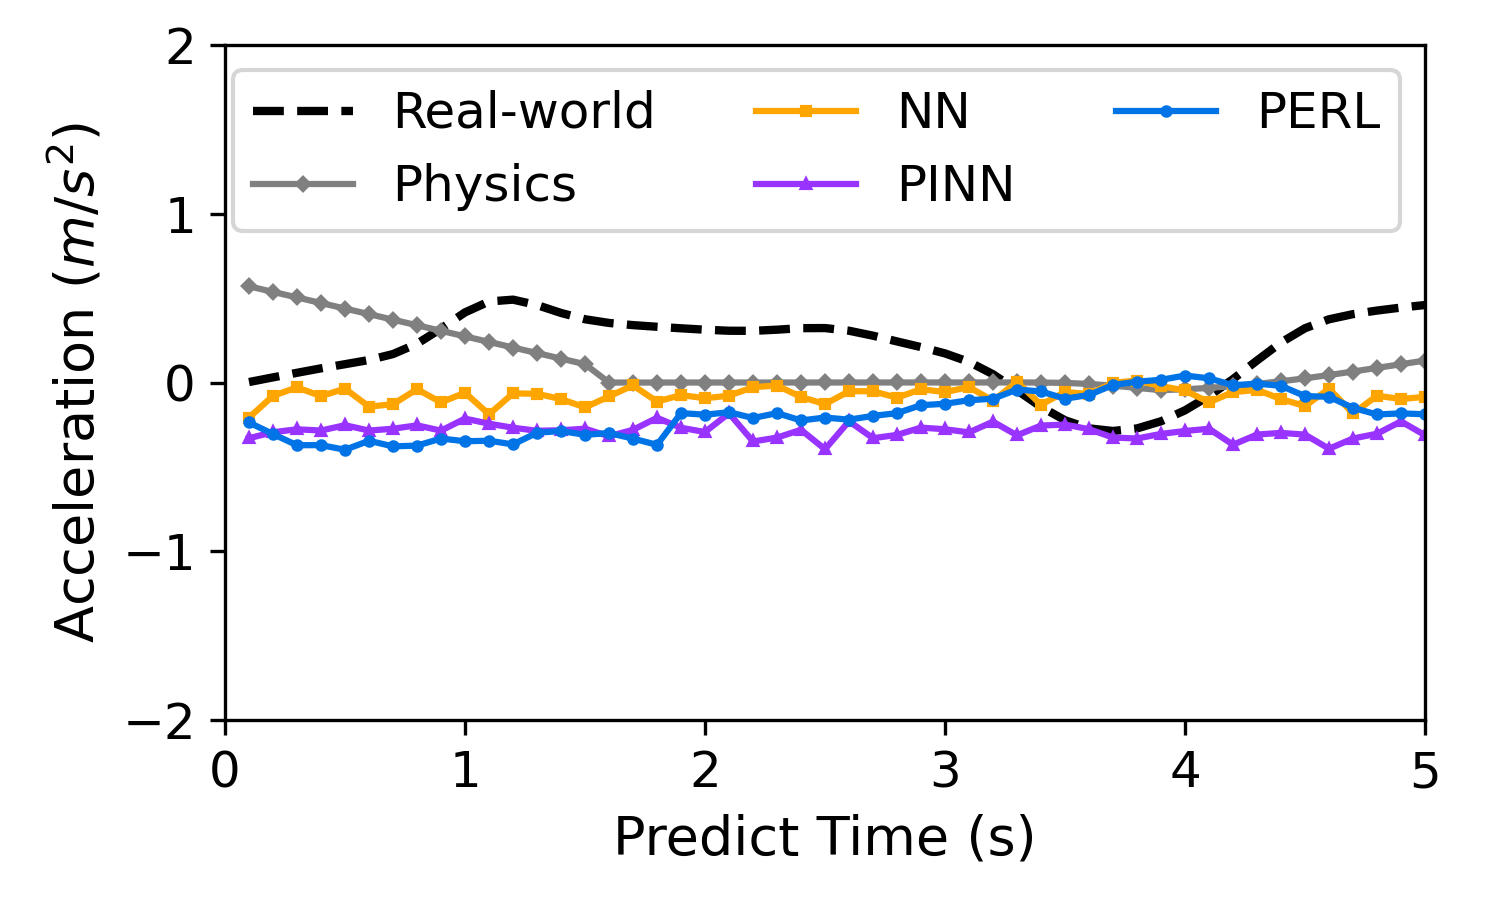 Acceleration (m/s²)
2
1
0
−1
−2
Real-world
Physics
NN
PINN
PERL
0 1 2 3 4 5
Predict Time (s)